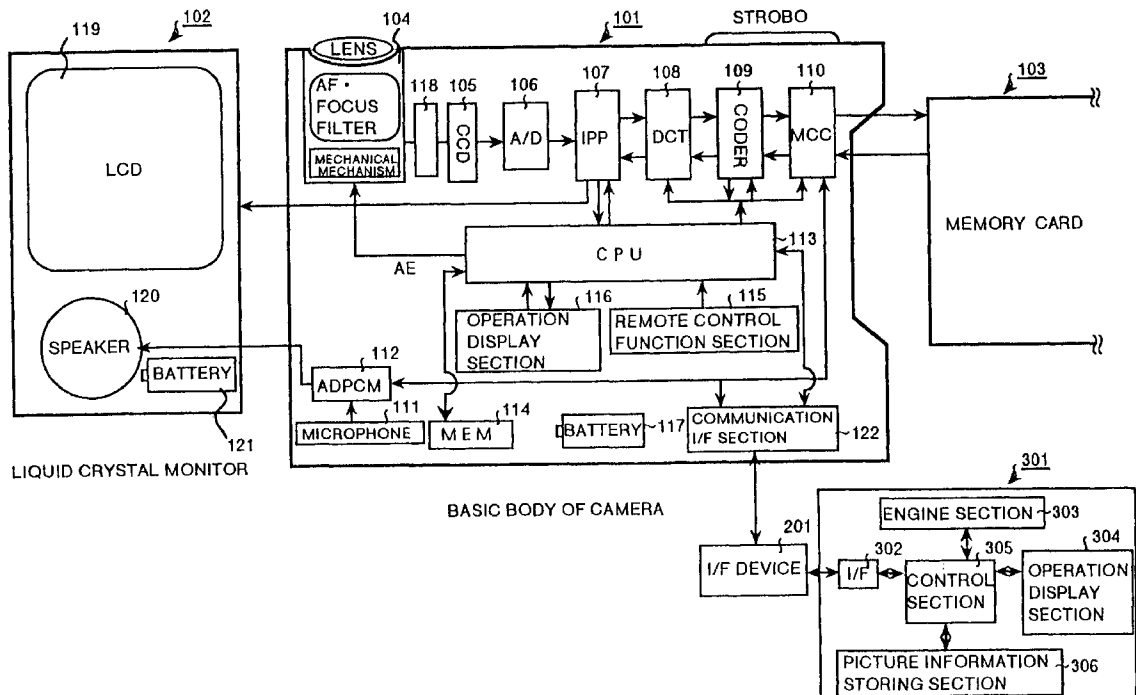 119
102
104
LENS
101
STROBO
AF・
FOCUS
FILTER
MECHANICAL
MECHANISM
118
105
CCD
106
A/D
107
IPP
108
DCT
109
CODER
110
MCC
103
LCD
MEMORY CARD
CPU
113
AE
116
OPERATION
DISPLAY
SECTION
115
REMOTE CONTROL
FUNCTION SECTION
120
SPEAKER
BATTERY
121
112
ADPCM
111
MICROPHONE
114
MEM
BATTERY
117
COMMUNICATION
I/F SECTION
122
LIQUID CRYSTAL MONITOR
BASIC BODY OF CAMERA
301
ENGINE SECTION
303
201
I/F DEVICE
302
I/F
305
CONTROL
SECTION
304
OPERATION
DISPLAY
SECTION
PICTURE INFORMATION
STORING SECTION
306